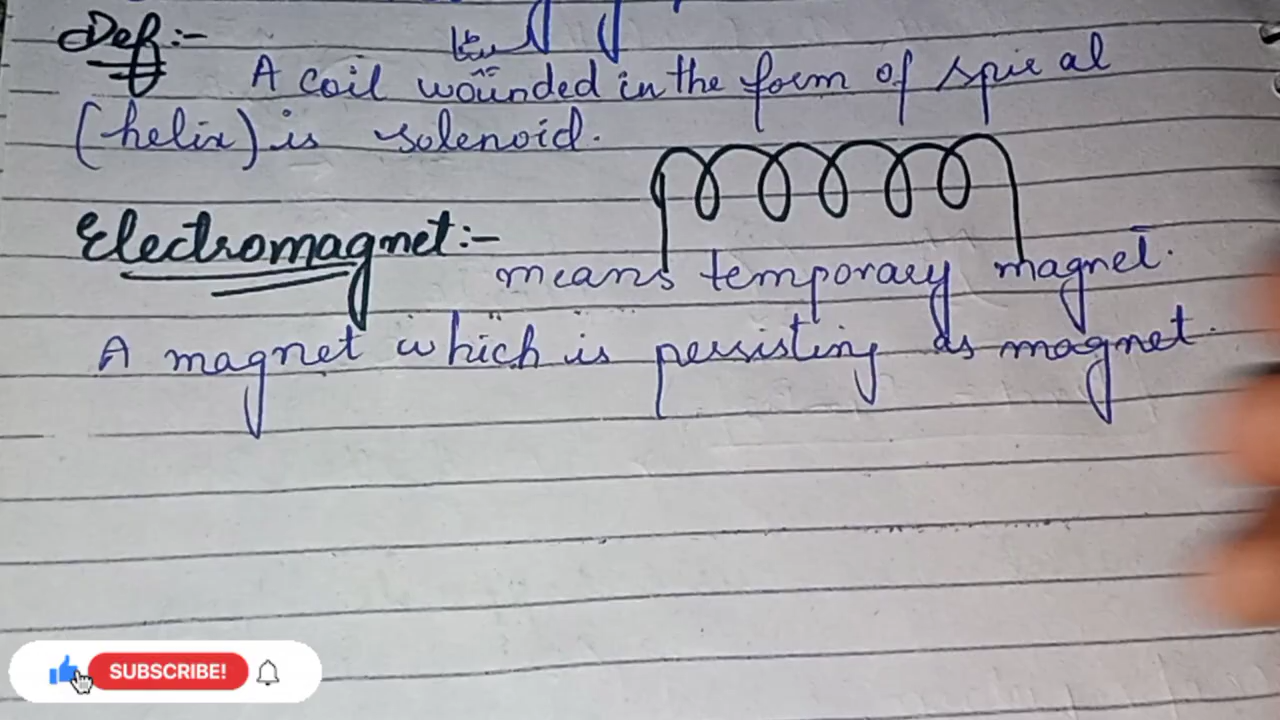 Def:-
A coil wounded in the form of spiral
(helix) is solenoid.
Electromagnet:-
means temporary magnet.
A magnet which is persisting as magnet.
SUBSCRIBE!